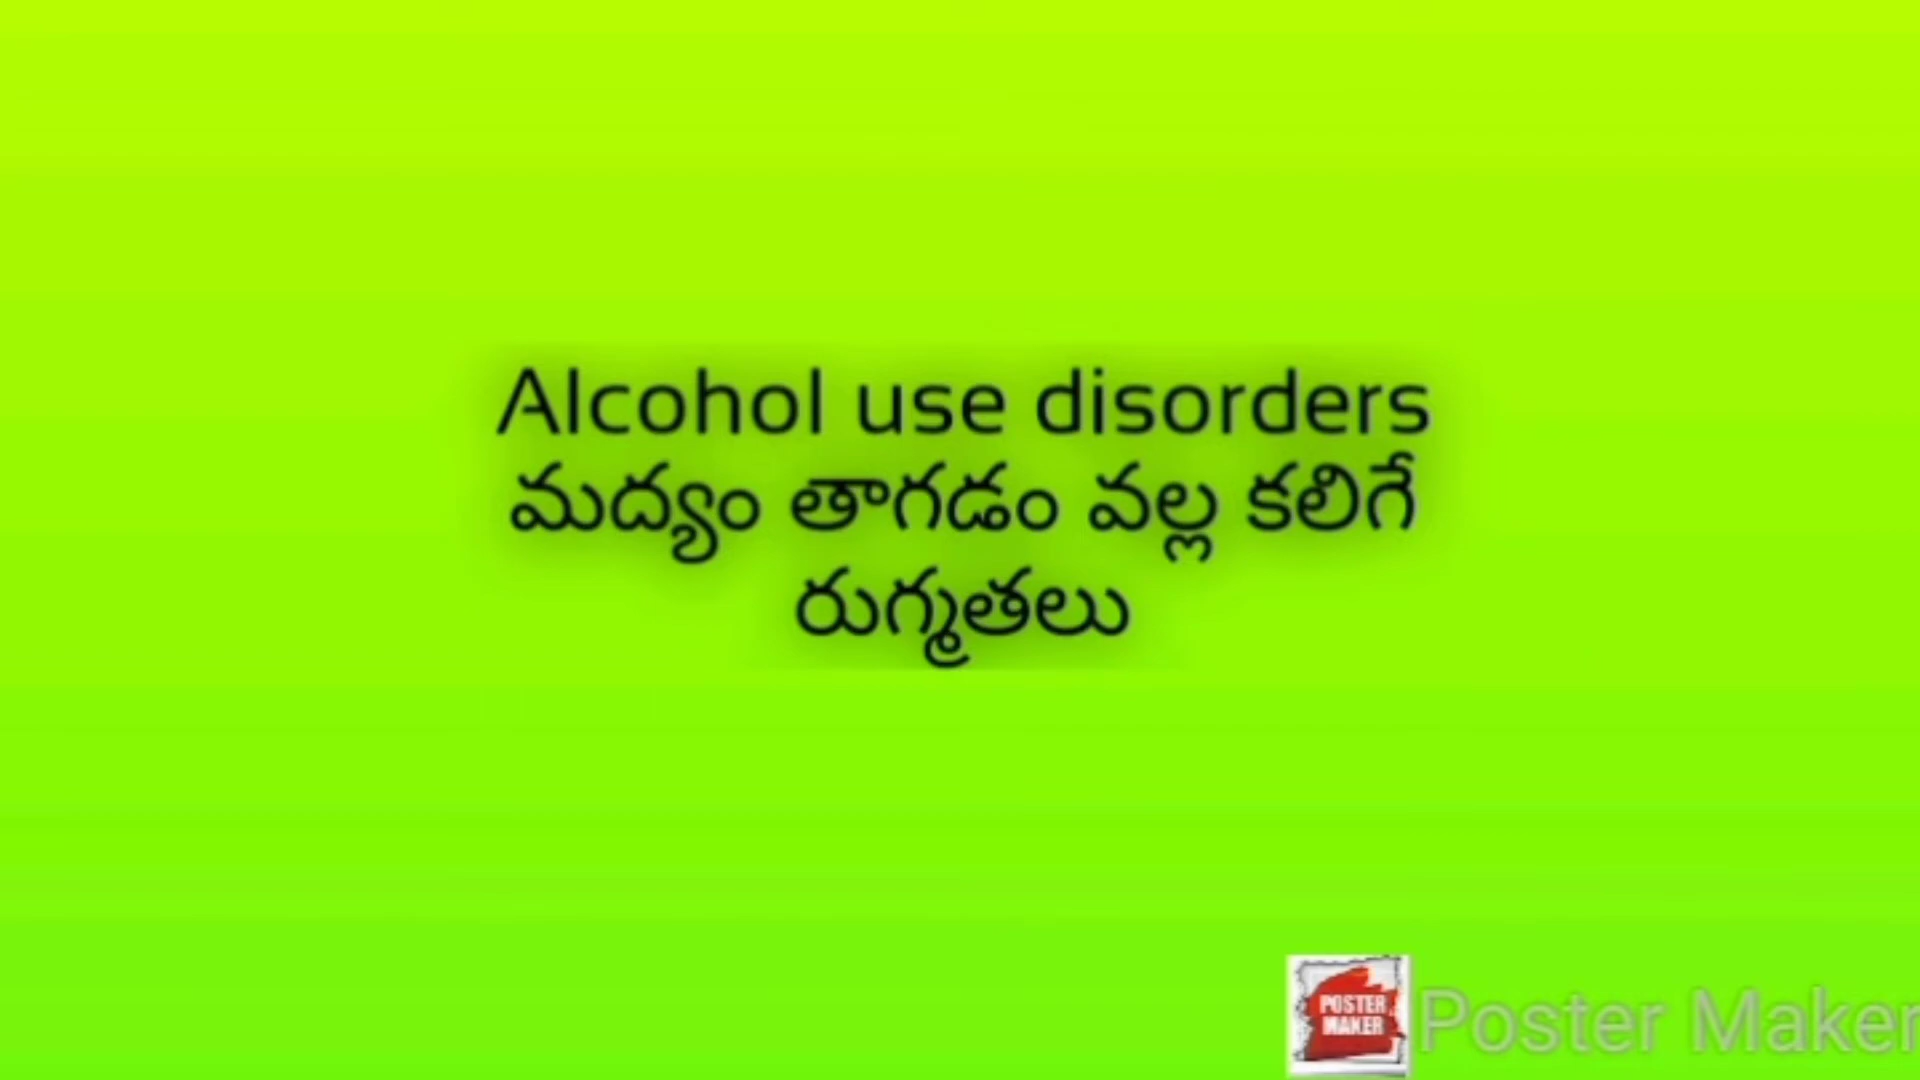 Alcohol use disorders
మద్యం తాగడం వల్ల కలిగే
రుగ్మతలు
POSTER
MAKER
Poster Maker